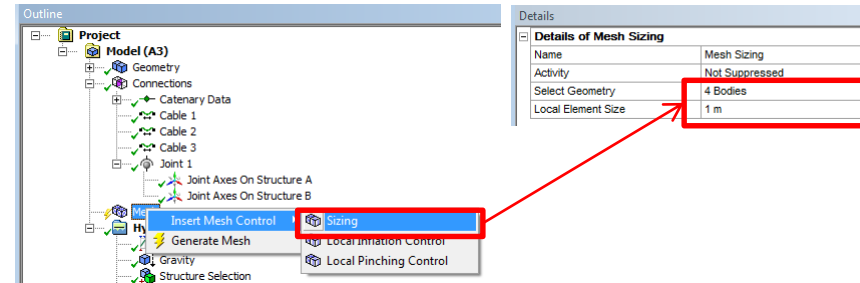 Outline
Project
Model (A3)
Geometry
Connections
Catenary Data
Cable 1
Cable 2
Cable 3
Joint 1
Joint Axes On Structure A
Joint Axes On Structure B
Insert Mesh Control
Generate Mesh
Gravity
Structure Selection
Sizing
Local Inflation Control
Local Pinching Control
Details
Details of Mesh Sizing
Name Mesh Sizing
Activity Not Suppressed
Select Geometry 4 Bodies
Local Element Size 1 m